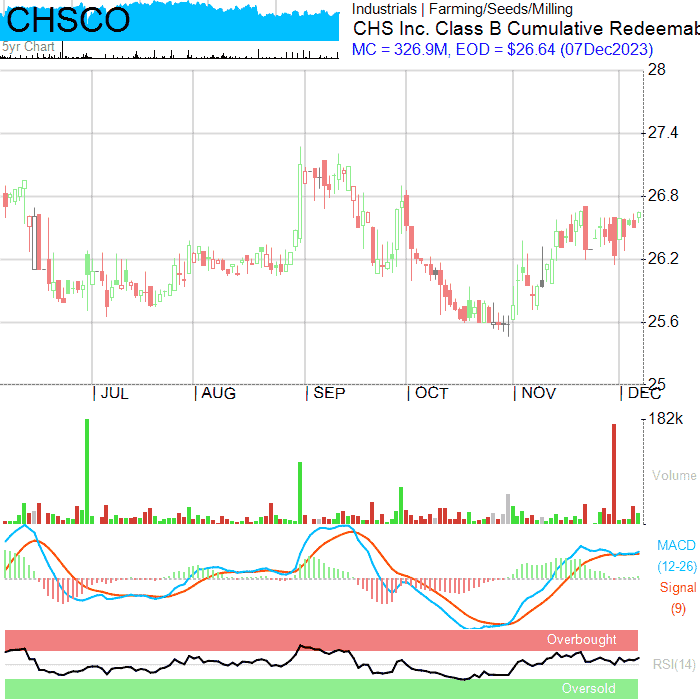 CHSCO
5yr Chart
Industrials | Farming/Seeds/Milling
CHS Inc. Class B Cumulative Redeemab
MC = 326.9M, EOD = $26.64 (07Dec2023)
28
27.4
26.8
26.2
25.6
25
JUL AUG SEP OCT NOV DEC
182k
Volume
MACD
(12-26)
Signal
(9)
Overbought
RSI(14)
Oversold